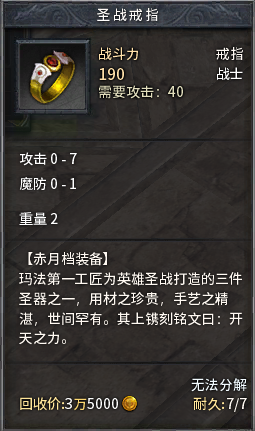 圣战戒指
战斗力 戒指
190 战士
需要攻击：40
攻击 0 - 7
魔防 0 - 1
重量 2
【赤月档装备】
玛法第一工匠为英雄圣战打造的三件
圣器之一，用材之珍贵，手艺之精
湛，世间罕有。其上镌刻铭文曰：开
天之力。
无法分解
回收价:3万5000 耐久:7/7